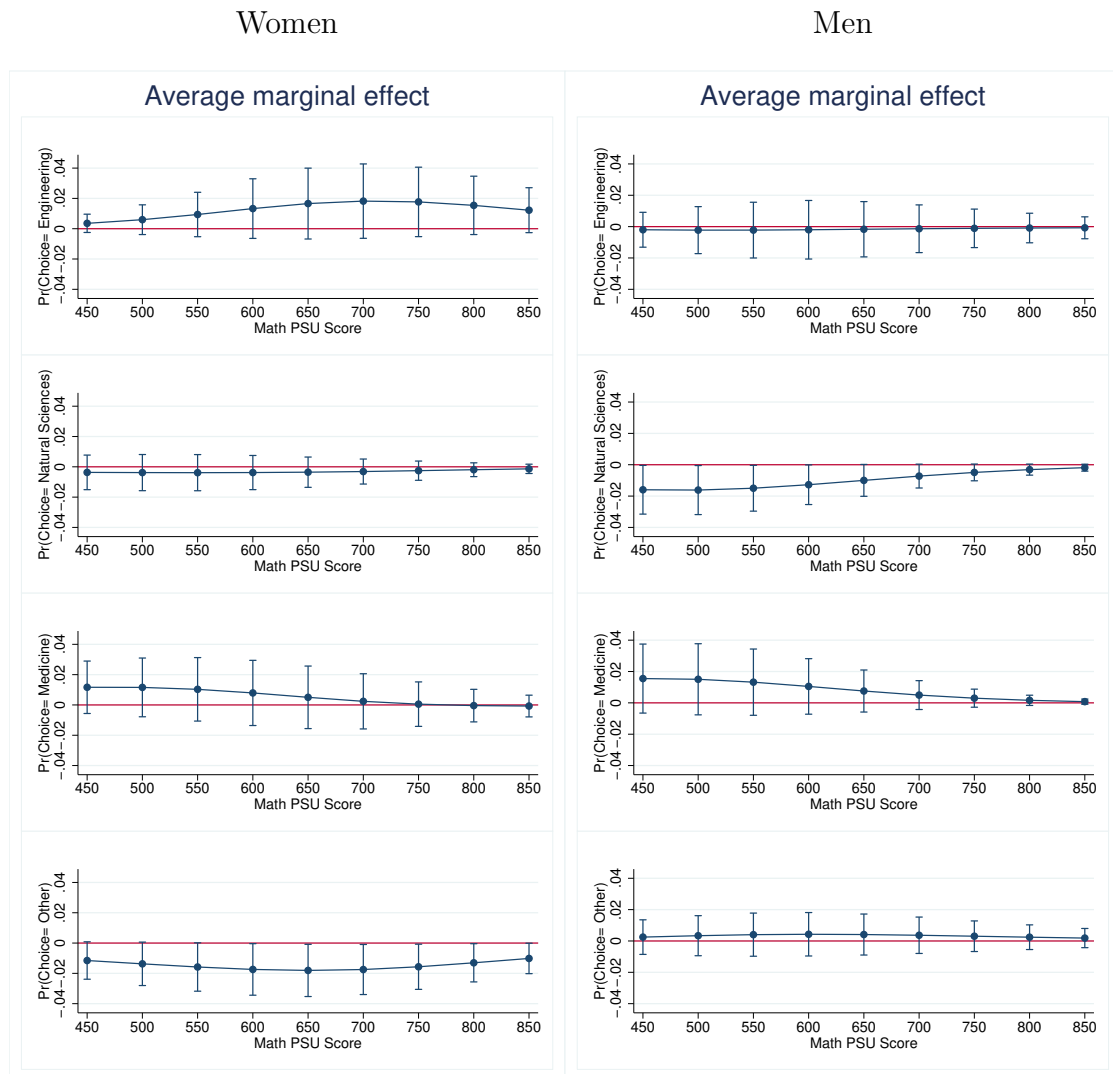 Women
Men
Average marginal effect
Average marginal effect
Pr(Choice= Engineering)
-.04 -.02 0 .02 .04
450 500 550 600 650 700 750 800 850
Math PSU Score
Pr(Choice= Engineering)
-.04 -.02 0 .02 .04
450 500 550 600 650 700 750 800 850
Math PSU Score
Pr(Choice= Natural Sciences)
-.04 -.02 0 .02 .04
450 500 550 600 650 700 750 800 850
Math PSU Score
Pr(Choice= Natural Sciences)
-.04 -.02 0 .02 .04
450 500 550 600 650 700 750 800 850
Math PSU Score
Pr(Choice= Medicine)
-.04 -.02 0 .02 .04
450 500 550 600 650 700 750 800 850
Math PSU Score
Pr(Choice= Medicine)
-.04 -.02 0 .02 .04
450 500 550 600 650 700 750 800 850
Math PSU Score
Pr(Choice= Other)
-.04 -.02 0 .02 .04
450 500 550 600 650 700 750 800 850
Math PSU Score
Pr(Choice= Other)
-.04 -.02 0 .02 .04
450 500 550 600 650 700 750 800 850
Math PSU Score